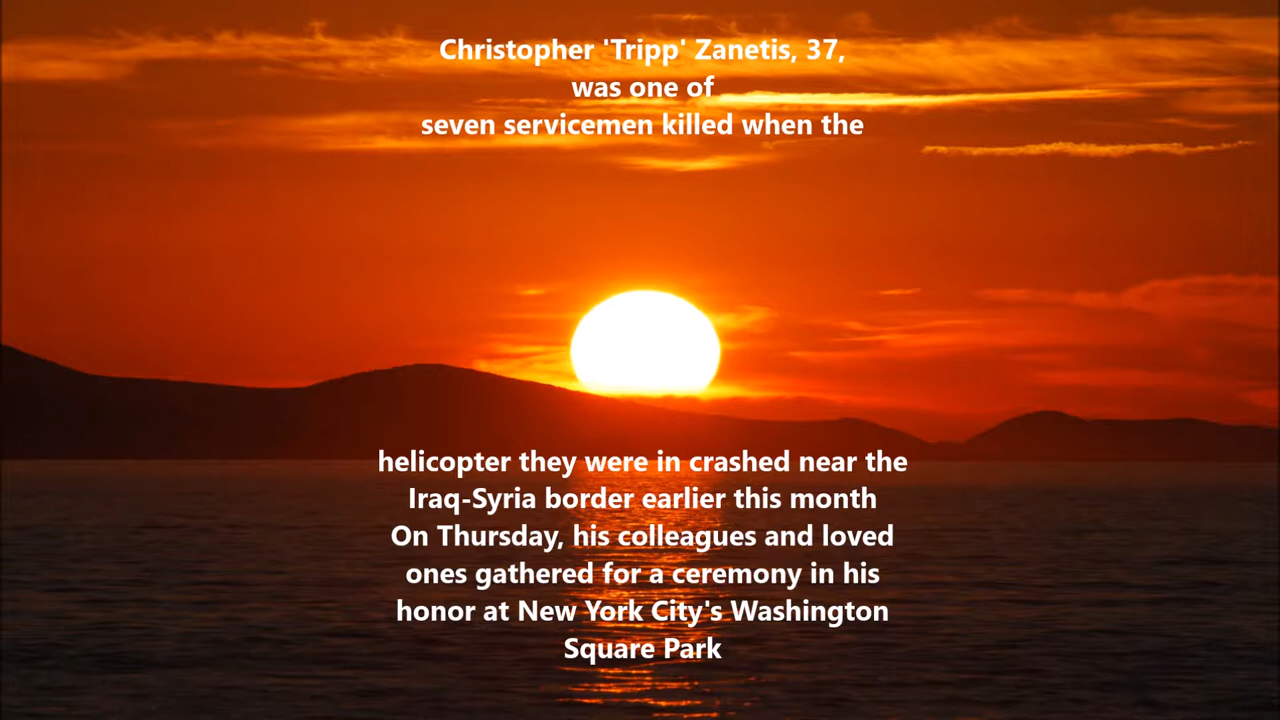 Christopher 'Tripp' Zanetis, 37,
was one of
seven servicemen killed when the
helicopter they were in crashed near the
Iraq-Syria border earlier this month
On Thursday, his colleagues and loved
ones gathered for a ceremony in his
honor at New York City's Washington
Square Park